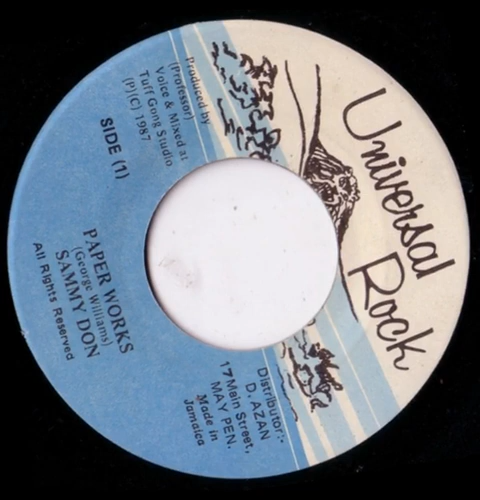 Universal
Rock
Produced by
(Professor)
Voice & Mixed at
Tuff Gong Studio
(P)(C) 1987
SIDE (1)
Distributor:-
D. AZAN
17 Main Street,
MAY PEN.
Made in
Jamaica
PAPER WORKS
(George Williams)
SAMMY DON
All Rights Reserved